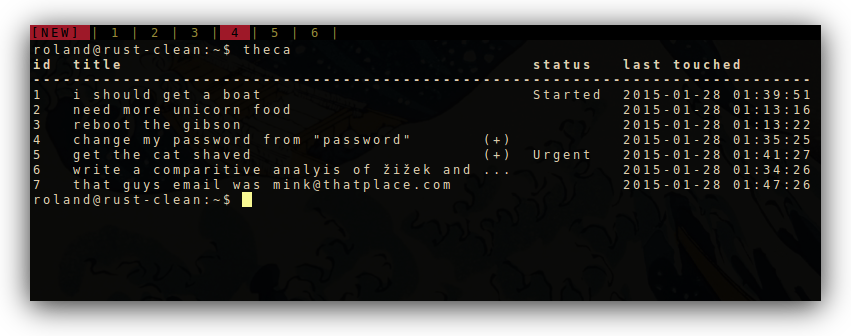 [NEW] | 1 | 2 | 3 | 4 | 5 | 6 |
roland@rust-clean:~$ theca
id title status last touched
-------------------------------------------------------------------------------
1 i should get a boat Started 2015-01-28 01:39:51
2 need more unicorn food 2015-01-28 01:13:16
3 reboot the gibson 2015-01-28 01:13:22
4 change my password from "password" (+) 2015-01-28 01:35:25
5 get the cat shaved (+) Urgent 2015-01-28 01:41:27
6 write a comparitive analyis of žižek and ... 2015-01-28 01:34:26
7 that guys email was mink@thatplace.com 2015-01-28 01:47:26
roland@rust-clean:~$